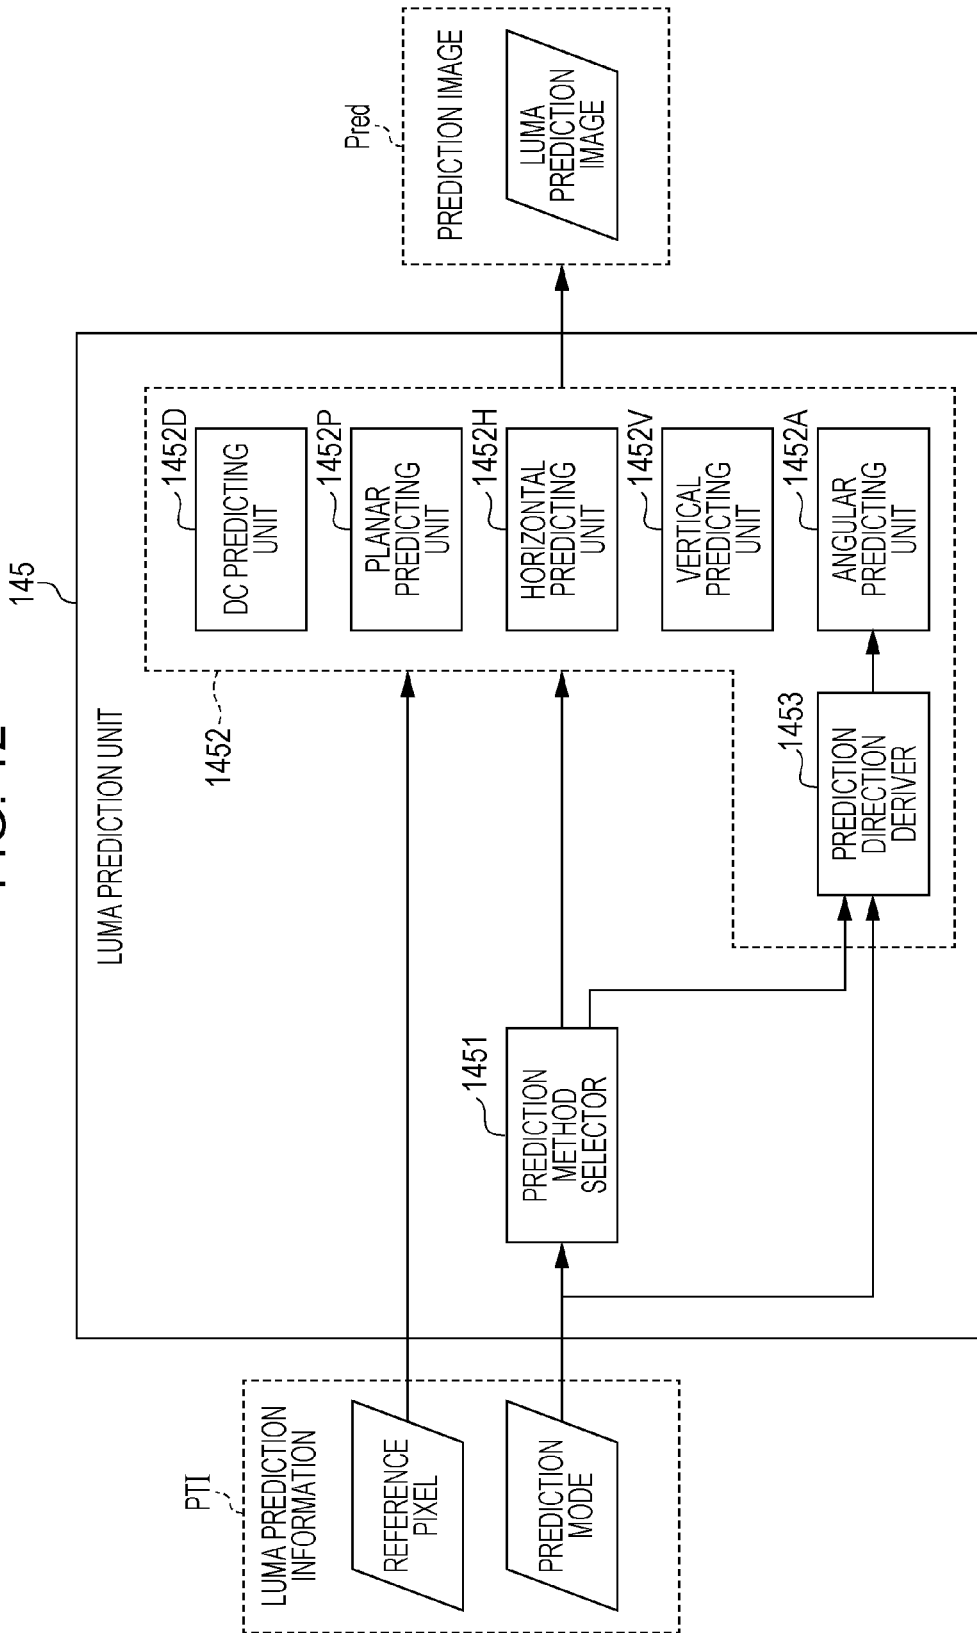 145
LUMA PREDICTION UNIT
PTI
LUMA PREDICTION
INFORMATION
REFERENCE
PIXEL
PREDICTION
MODE
1451
PREDICTION
METHOD
SELECTOR
1452
1452D
DC PREDICTING
UNIT
1452P
PLANAR
PREDICTING
UNIT
1452H
HORIZONTAL
PREDICTING
UNIT
1452V
VERTICAL
PREDICTING
UNIT
1453
PREDICTION
DIRECTION
DERIVER
1452A
ANGULAR
PREDICTING
UNIT
Pred
PREDICTION IMAGE
LUMA
PREDICTION
IMAGE